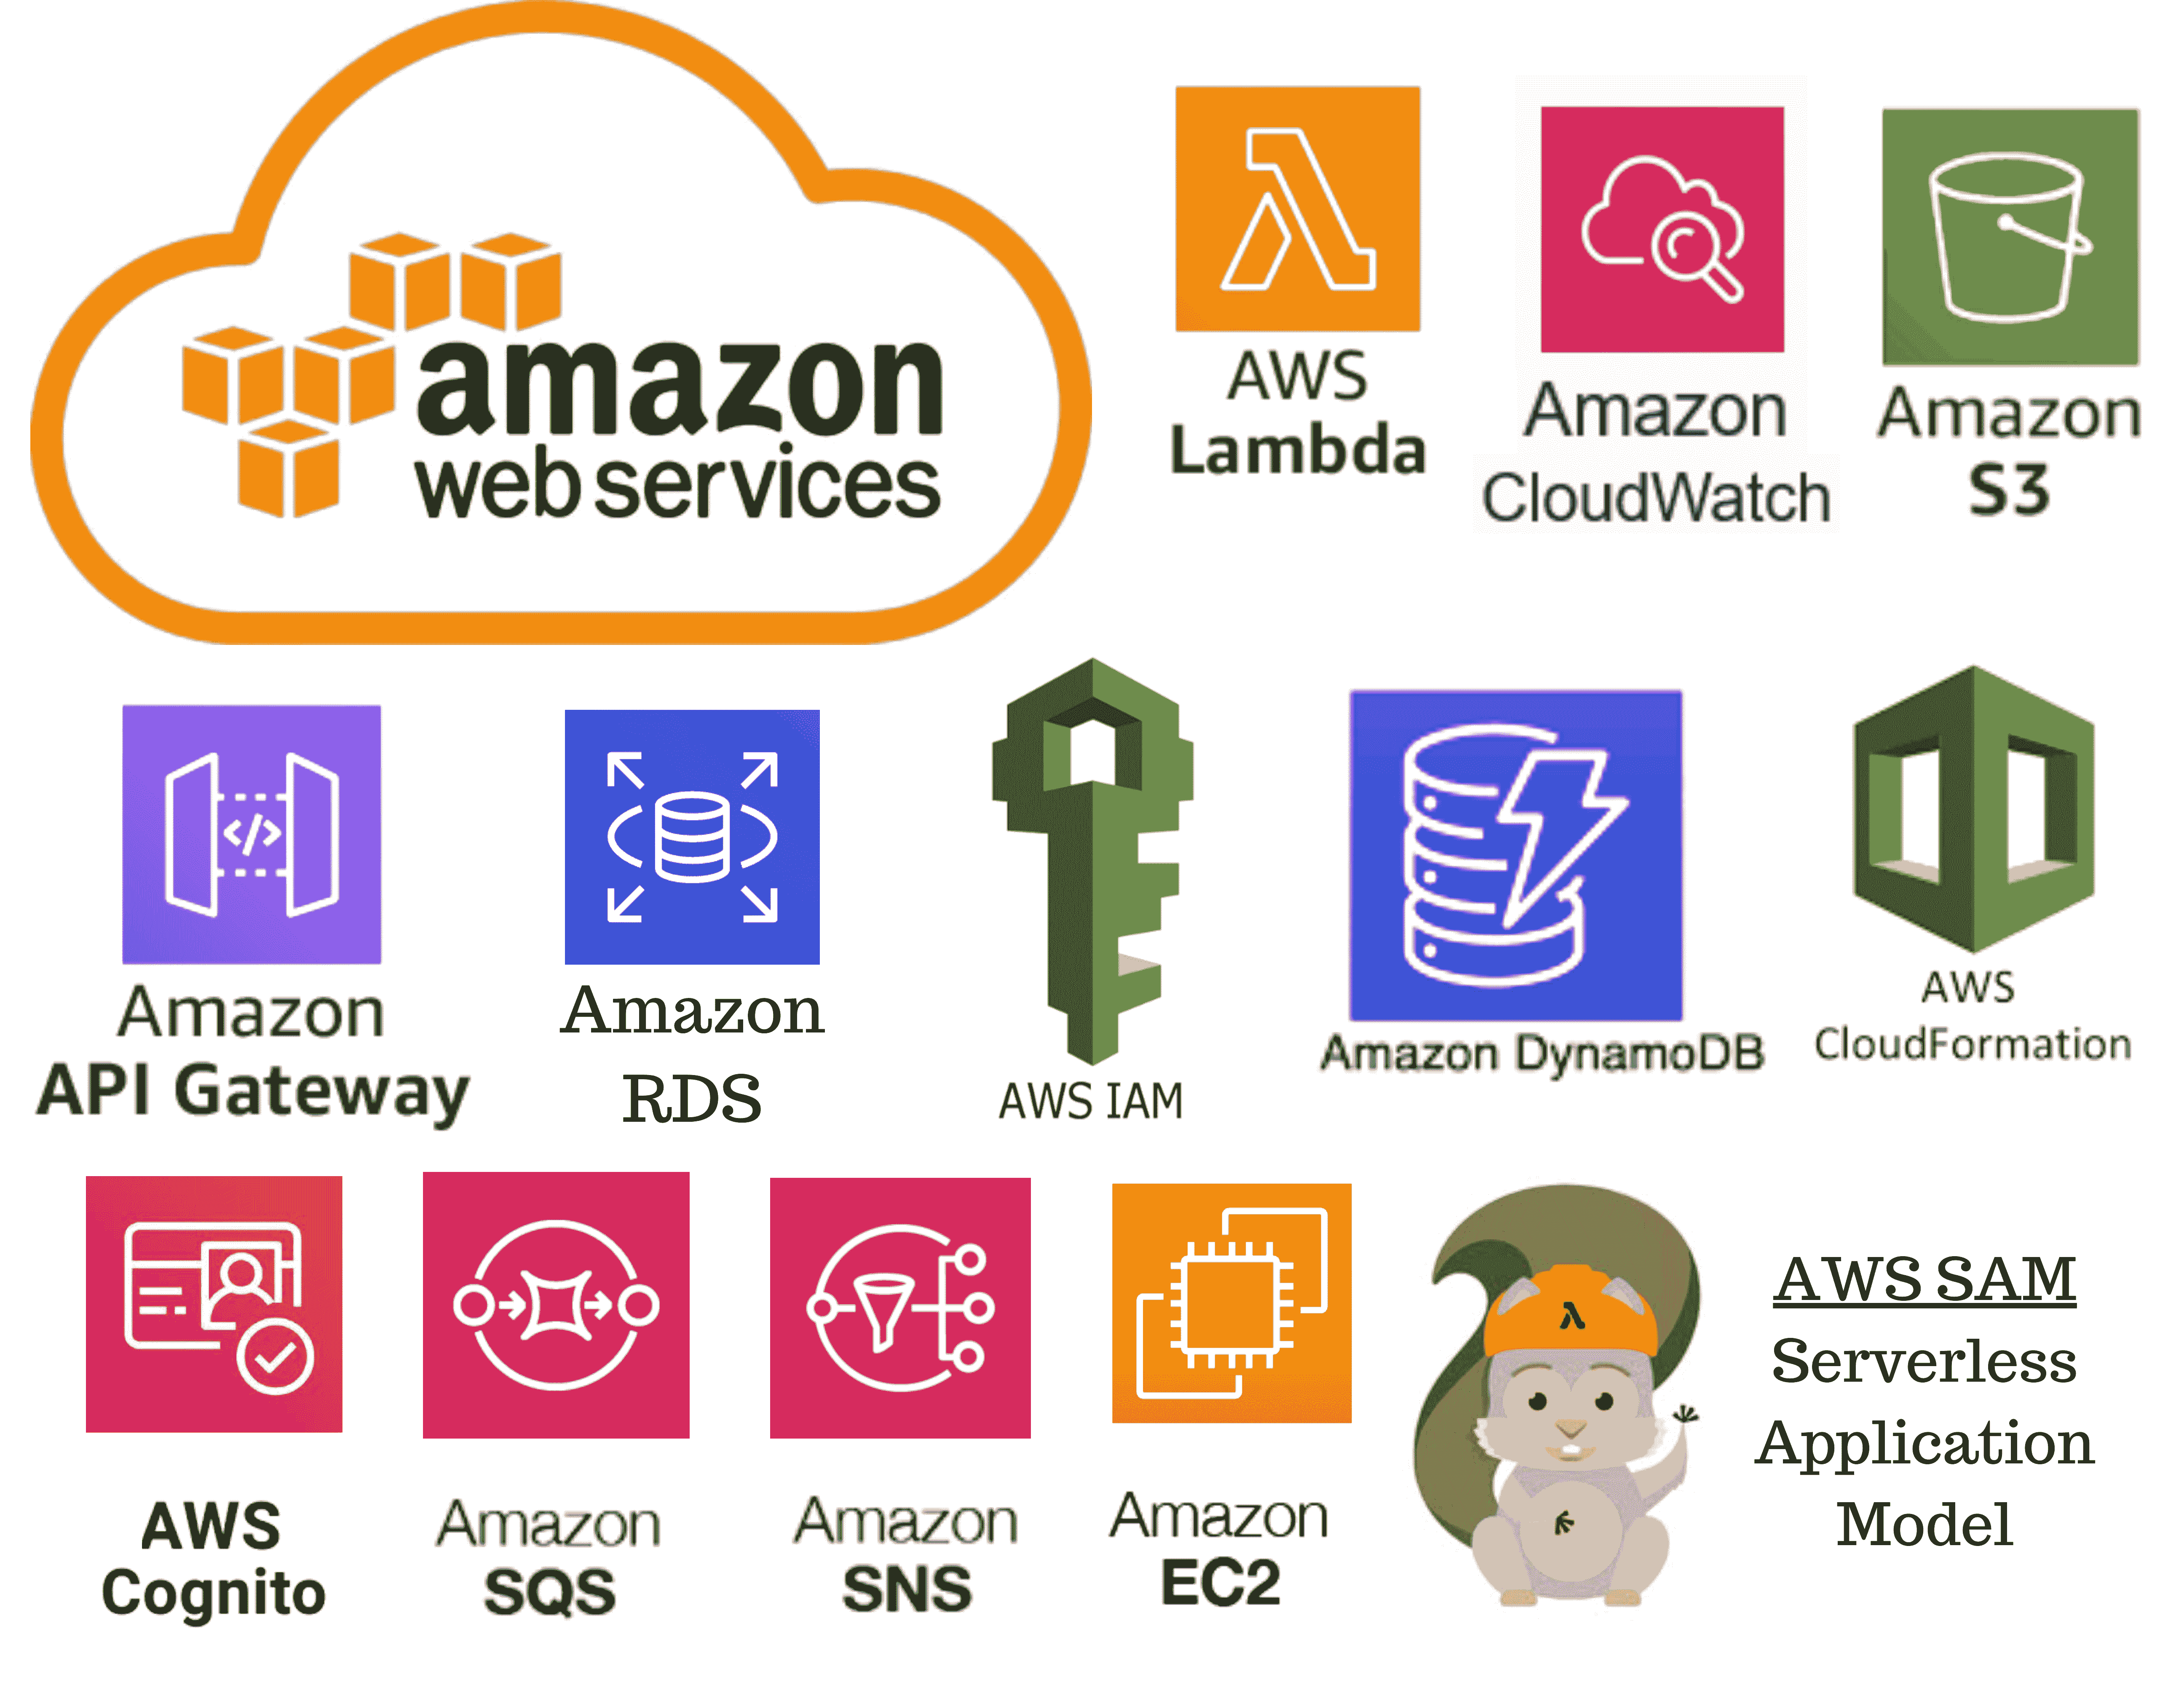 amazon
web services
AWS
Lambda
Amazon
CloudWatch
Amazon
S3
Amazon
API Gateway
Amazon
RDS
AWS IAM
Amazon DynamoDB
AWS
CloudFormation
AWS
Cognito
Amazon
SQS
Amazon
SNS
Amazon
EC2
AWS SAM
Serverless
Application
Model